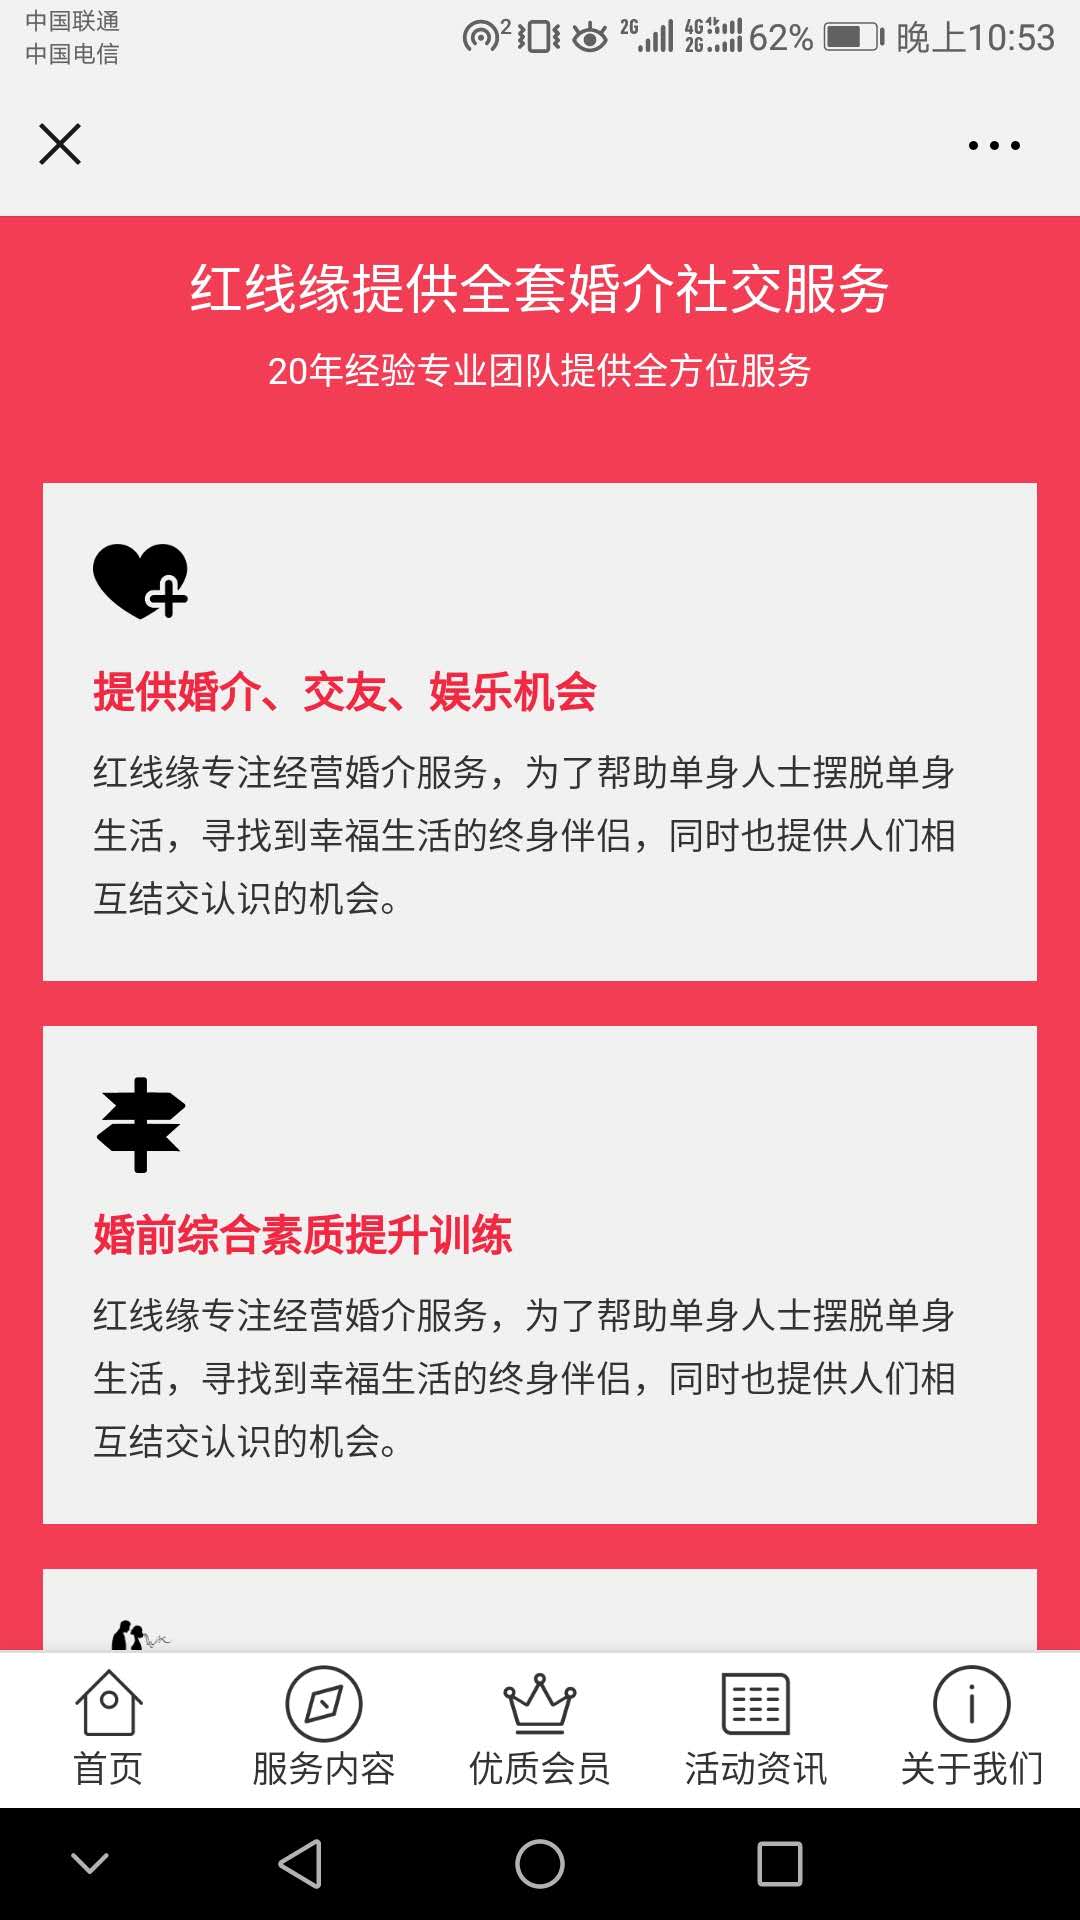 中国联通
中国电信
2
2G
4G
2G
62%
晚上10:53
红线缘提供全套婚介社交服务
20年经验专业团队提供全方位服务
提供婚介、交友、娱乐机会
红线缘专注经营婚介服务，为了帮助单身人士摆脱单身
生活，寻找到幸福生活的终身伴侣，同时也提供人们相
互结交认识的机会。
婚前综合素质提升训练
红线缘专注经营婚介服务，为了帮助单身人士摆脱单身
生活，寻找到幸福生活的终身伴侣，同时也提供人们相
互结交认识的机会。
首页
服务内容
优质会员
活动资讯
关于我们